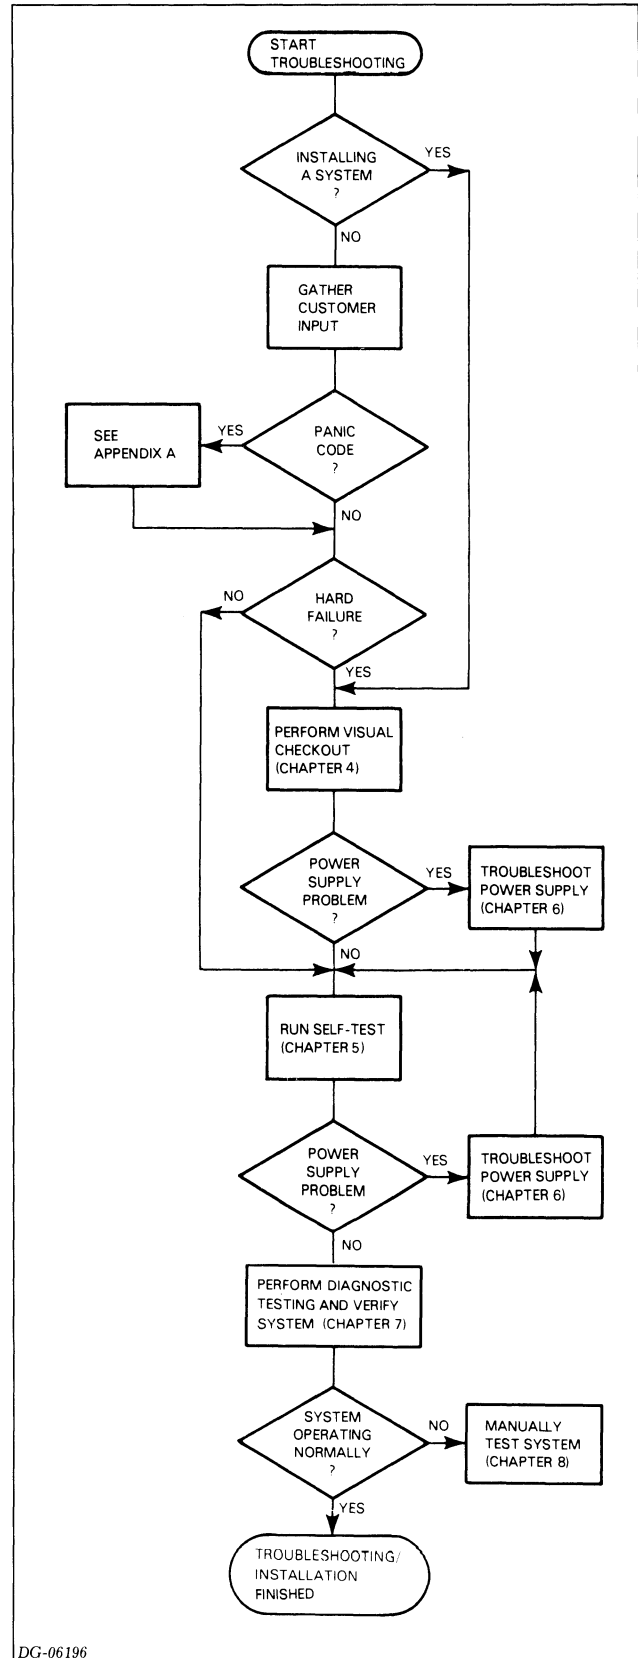 START
TROUBLESHOOTING
INSTALLING
A SYSTEM
?
YES
NO
GATHER
CUSTOMER
INPUT
SEE
APPENDIX A
YES
PANIC
CODE
?
NO
NO
HARD
FAILURE
?
YES
PERFORM VISUAL
CHECKOUT
(CHAPTER 4)
POWER
SUPPLY
PROBLEM
?
YES
TROUBLESHOOT
POWER SUPPLY
(CHAPTER 6)
NO
RUN SELF-TEST
(CHAPTER 5)
POWER
SUPPLY
PROBLEM
?
YES
TROUBLESHOOT
POWER SUPPLY
(CHAPTER 6)
NO
PERFORM DIAGNOSTIC
TESTING AND VERIFY
SYSTEM (CHAPTER 7)
SYSTEM
OPERATING
NORMALLY
?
NO
MANUALLY
TEST SYSTEM
(CHAPTER 8)
YES
TROUBLESHOOTING/
INSTALLATION
FINISHED
DG-06196